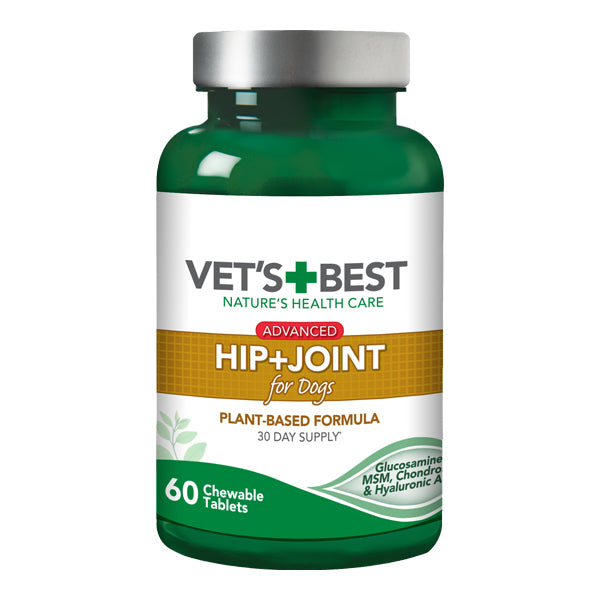 VET'S+BEST
NATURE'S HEALTH CARE
ADVANCED
HIP+JOINT
for Dogs
PLANT-BASED FORMULA
30 DAY SUPPLY*
Glucosamine
MSM, Chondro
& Hyaluronic A
60 Chewable
Tablets